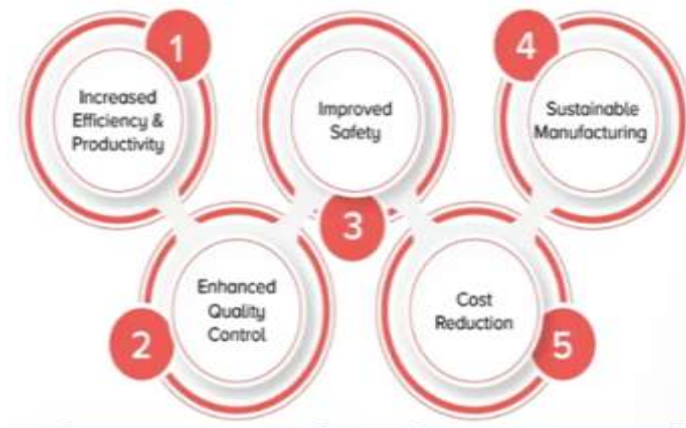 1
Increased
Efficiency &
Productivity
2
Enhanced
Quality
Control
3
Improved
Safety
4
Sustainable
Manufacturing
5
Cost
Reduction